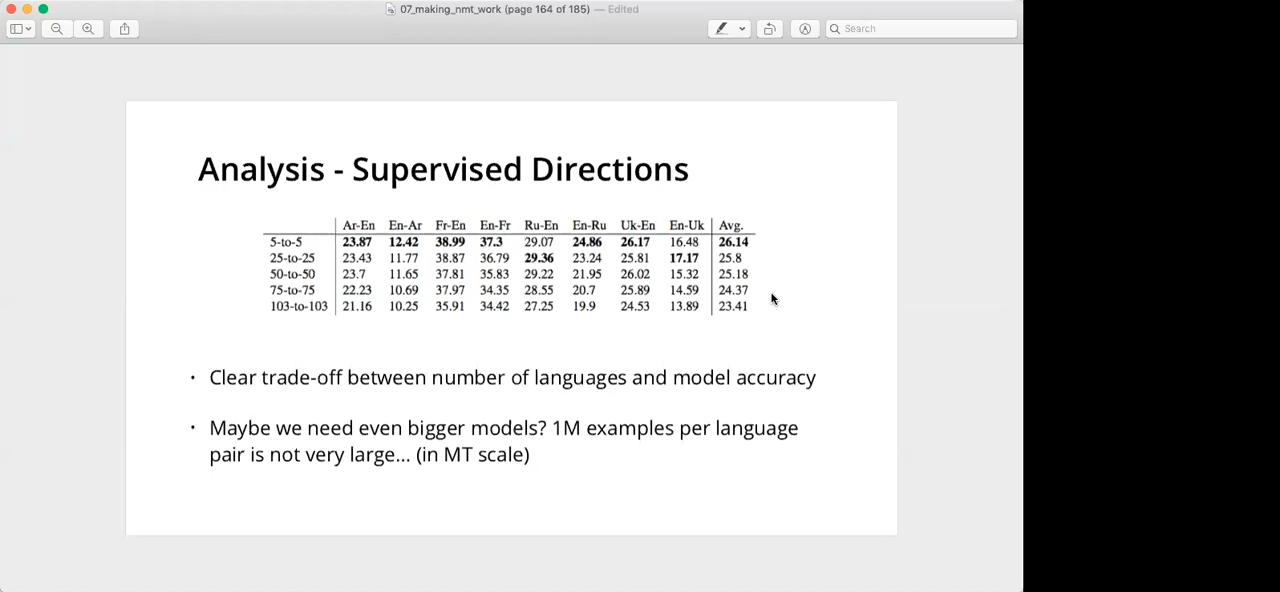 07_making_nmt_work (page 164 of 185) — Edited
Search
Analysis - Supervised Directions
Ar-En En-Ar Fr-En En-Fr Ru-En En-Ru Uk-En En-Uk Avg.
5-to-5 23.87 12.42 38.99 37.3 29.07 24.86 26.17 16.48 26.14
25-to-25 23.43 11.77 38.87 36.79 29.36 23.24 25.81 17.17 25.8
50-to-50 23.7 11.65 37.81 35.83 29.22 21.95 26.02 15.32 25.18
75-to-75 22.23 10.69 37.97 34.35 28.55 20.7 25.89 14.59 24.37
103-to-103 21.16 10.25 35.91 34.42 27.25 19.9 24.53 13.89 23.41
• Clear trade-off between number of languages and model accuracy
• Maybe we need even bigger models? 1M examples per language
pair is not very large... (in MT scale)